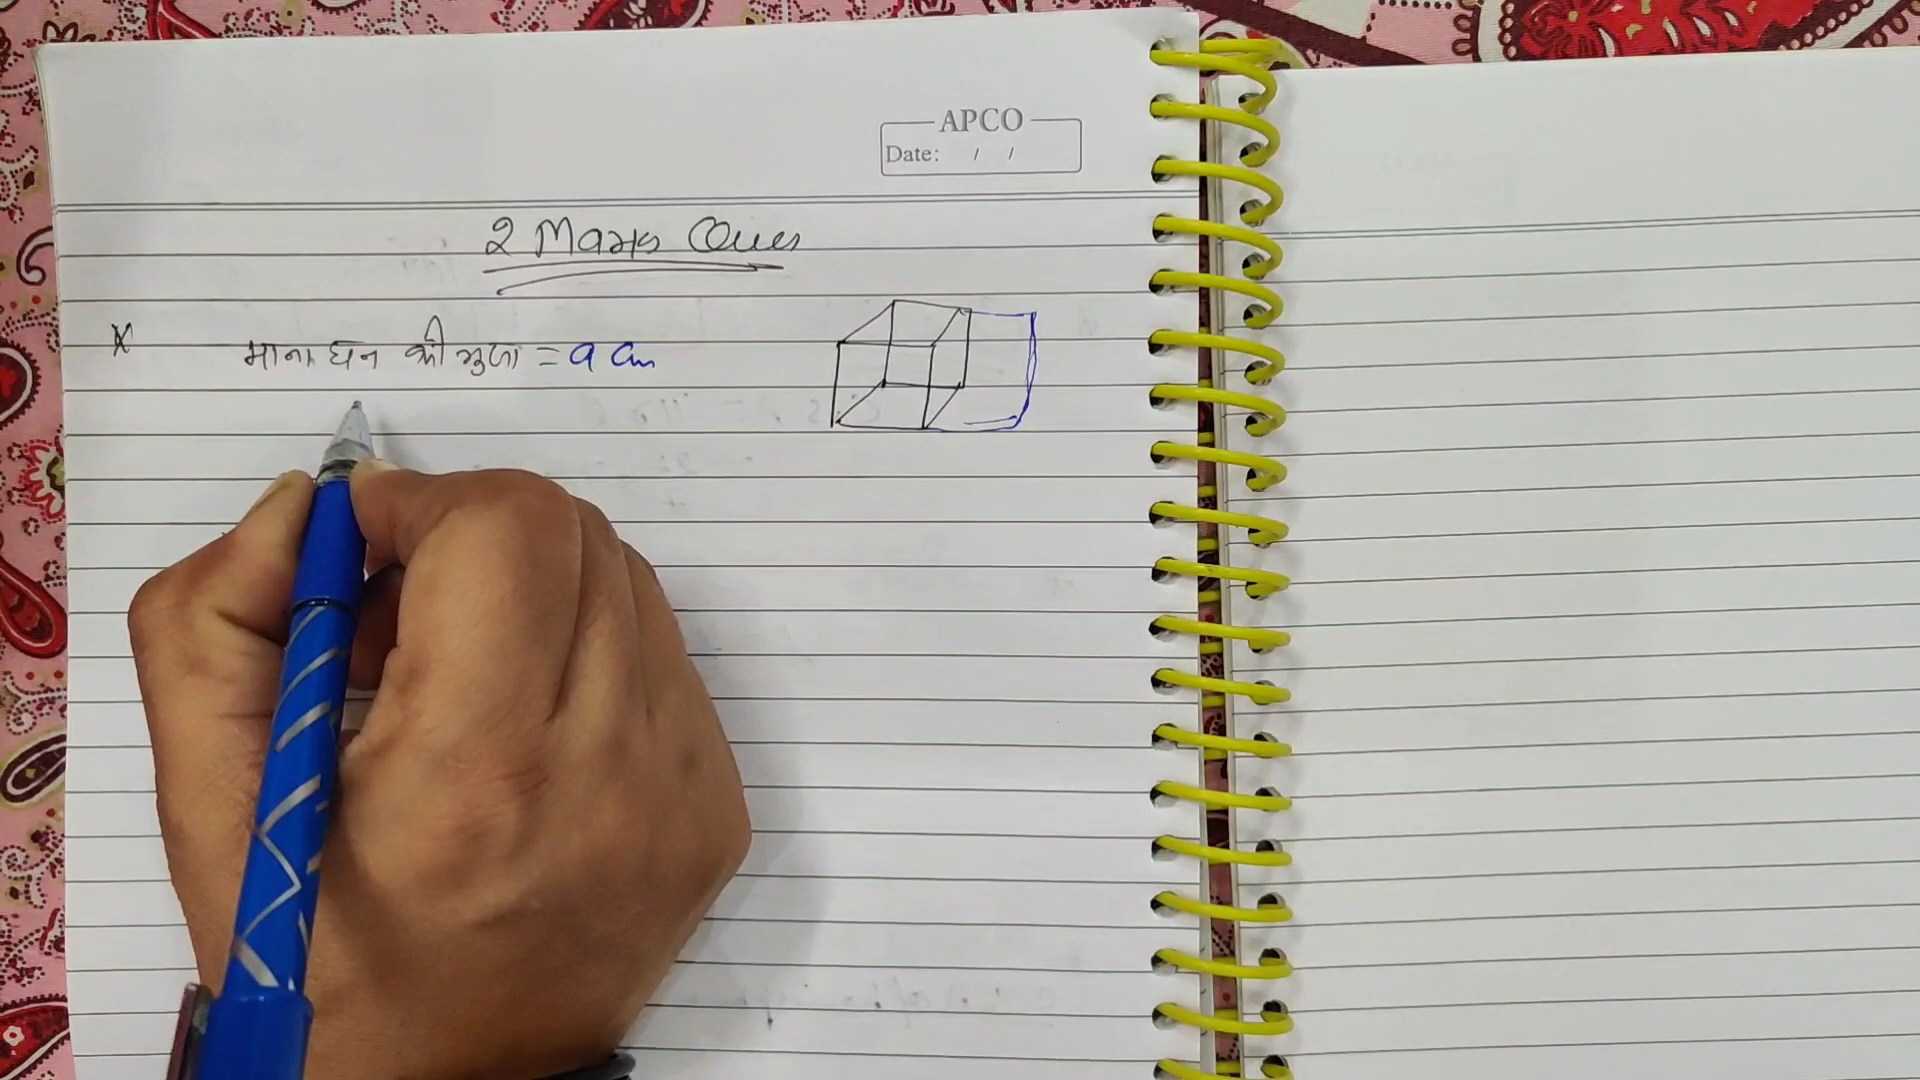 APCO
Date: / /
2 Marks Ques
माना घन की भुजा = a cm